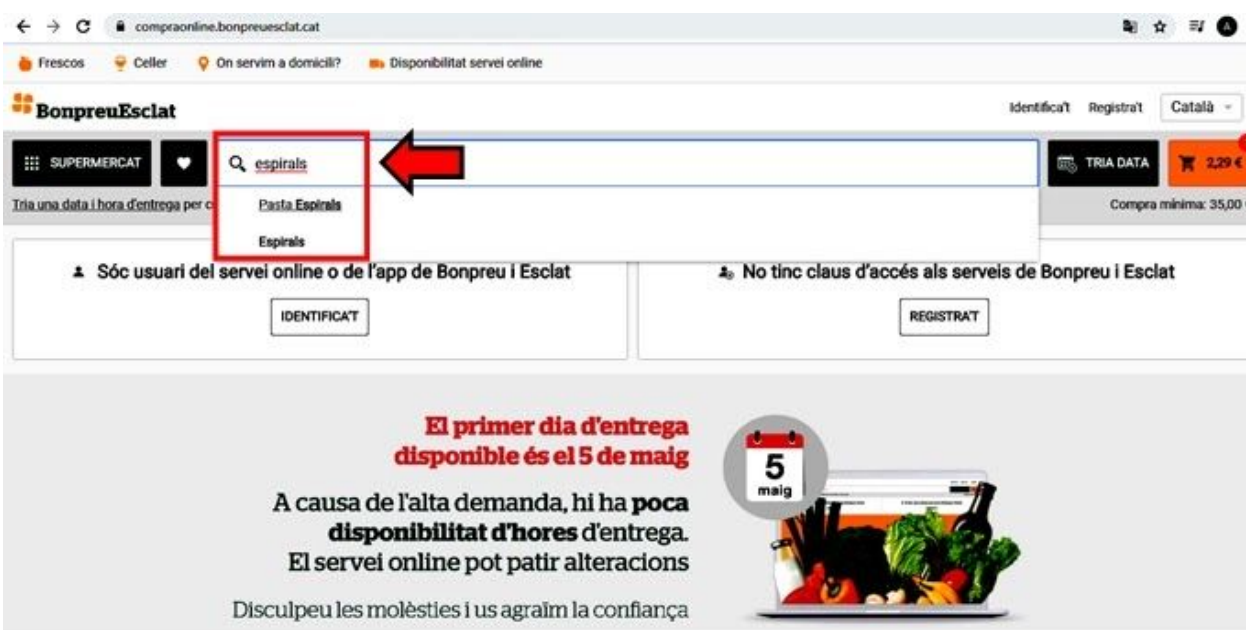 compraonline.bonpreuesclat.cat
A
Frescos Celler On servim a domicili? Disponibilitat servei online
BonpreuEsclat
Identifica't Registra't Català
SUPERMERCAT espirals TRIA DATA 2,29 €
Tria una data i hora d'entrega per c
Pasta Espirals
Compra mínima: 35,00
Espirals
Sóc usuari del servei online o de l'app de Bonpreu i Esclat
No tinc claus d'accés als serveis de Bonpreu i Esclat
IDENTIFICA'T
REGISTRA'T
El primer dia d'entrega
disponible és el 5 de maig
5
maig
A causa de l'alta demanda, hi ha poca
disponibilitat d'hores d'entrega.
El servei online pot patir alteracions
Disculpeu les molèsties i us agraïm la confiança